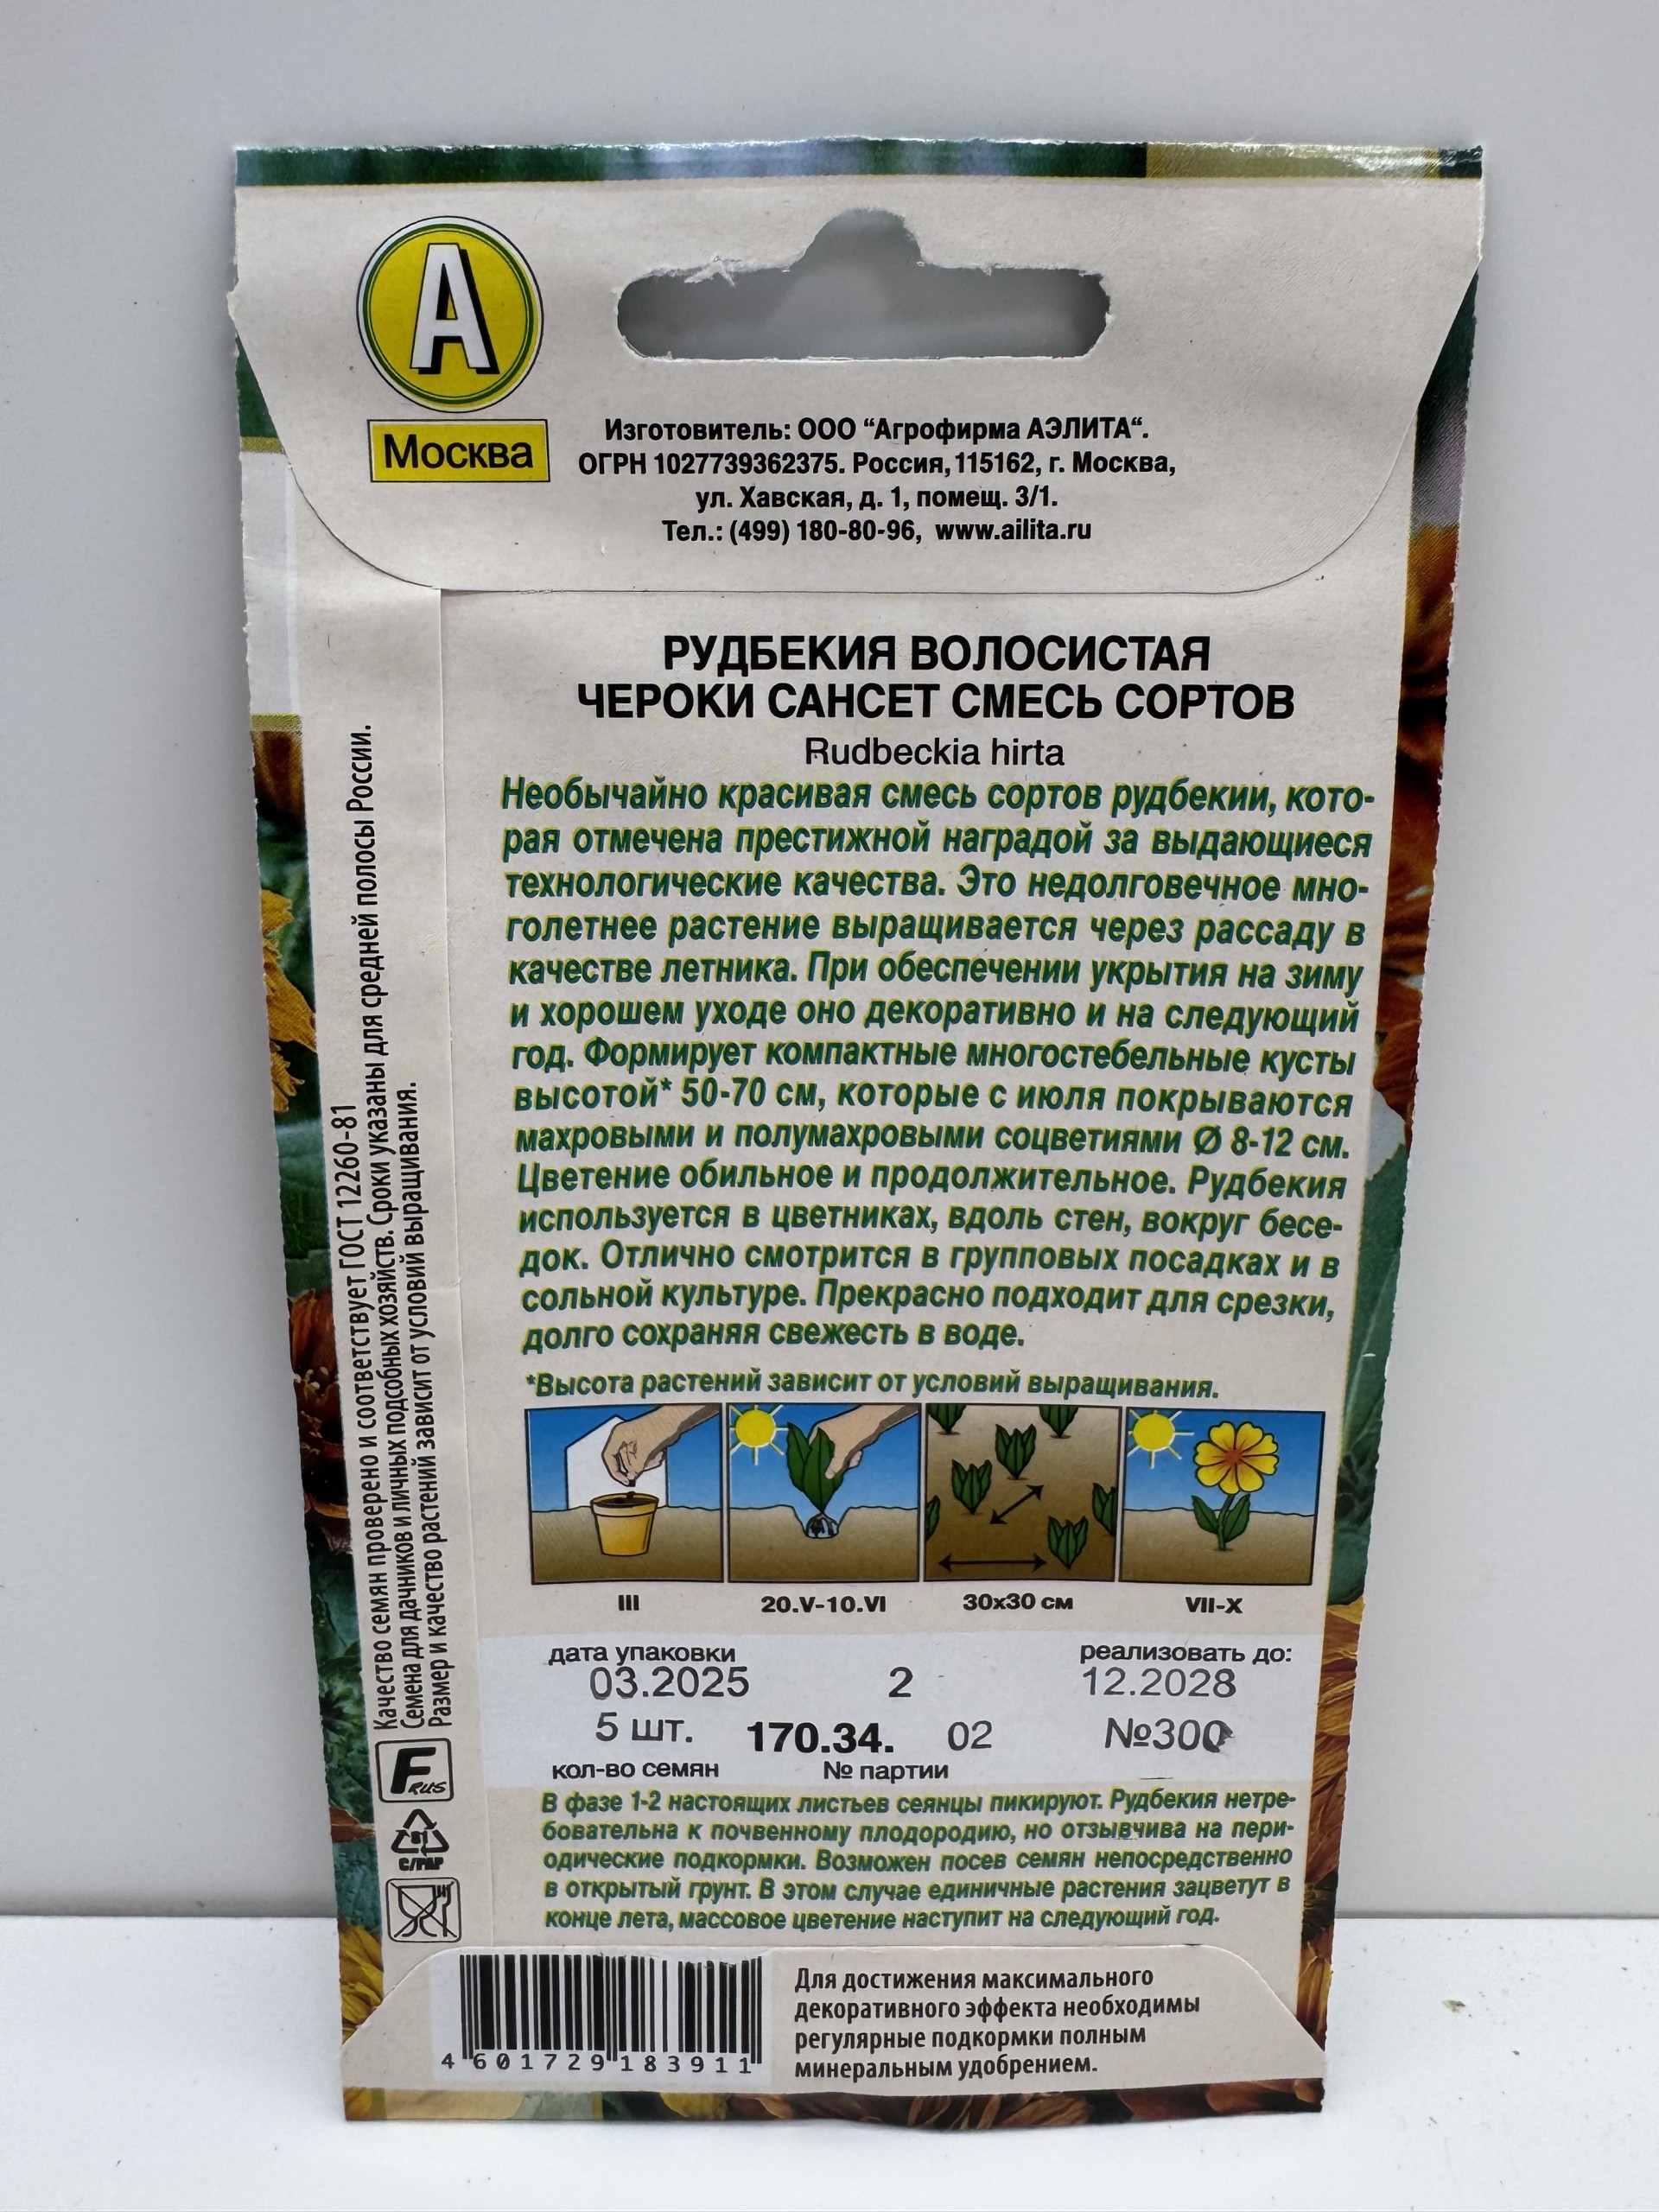 А
Москва
Изготовитель: ООО “Агрофирма АЭЛИТА“.
ОГРН 1027739362375. Россия, 115162, г. Москва,
ул. Хавская, д. 1, помещ. 3/1.
Тел.: (499) 180-80-96, www.ailita.ru
РУДБЕКИЯ ВОЛОСИСТАЯ
ЧЕРОКИ САНСЕТ СМЕСЬ СОРТОВ
Rudbeckia hirta
Необычайно красивая смесь сортов рудбекии, кото-
рая отмечена престижной наградой за выдающиеся
технологические качества. Это недолговечное мно-
голетнее растение выращивается через рассаду в
качестве летника. При обеспечении укрытия на зиму
и хорошем уходе оно декоративно и на следующий
год. Формирует компактные многостебельные кусты
высотой* 50-70 см, которые с июля покрываются
махровыми и полумахровыми соцветиями Ø 8-12 см.
Цветение обильное и продолжительное. Рудбекия
используется в цветниках, вдоль стен, вокруг бесе-
док. Отлично смотрится в групповых посадках и в
сольной культуре. Прекрасно подходит для срезки,
долго сохраняя свежесть в воде.
*Высота растений зависит от условий выращивания.
III 20.V-10.VI 30x30 см VII-X
дата упаковки реализовать до:
03.2025 2 12.2028
5 шт. 170.34. 02 №300
кол-во семян № партии
В фазе 1-2 настоящих листьев сеянцы пикируют. Рудбекия нетре-
бовательна к почвенному плодородию, но отзывчива на пери-
одические подкормки. Возможен посев семян непосредственно
в открытый грунт. В этом случае единичные растения зацветут в
конце лета, массовое цветение наступит на следующий год.
Качество семян проверено и соответствует ГОСТ 12260-81
Семена для дачников и личных подсобных хозяйств. Сроки указаны для средней полосы России.
Размер и качество растений зависит от условий выращивания.
F RUS
81
C/PAP
4 601729 183911
Для достижения максимального
декоративного эффекта необходимы
регулярные подкормки полным
минеральным удобрением.